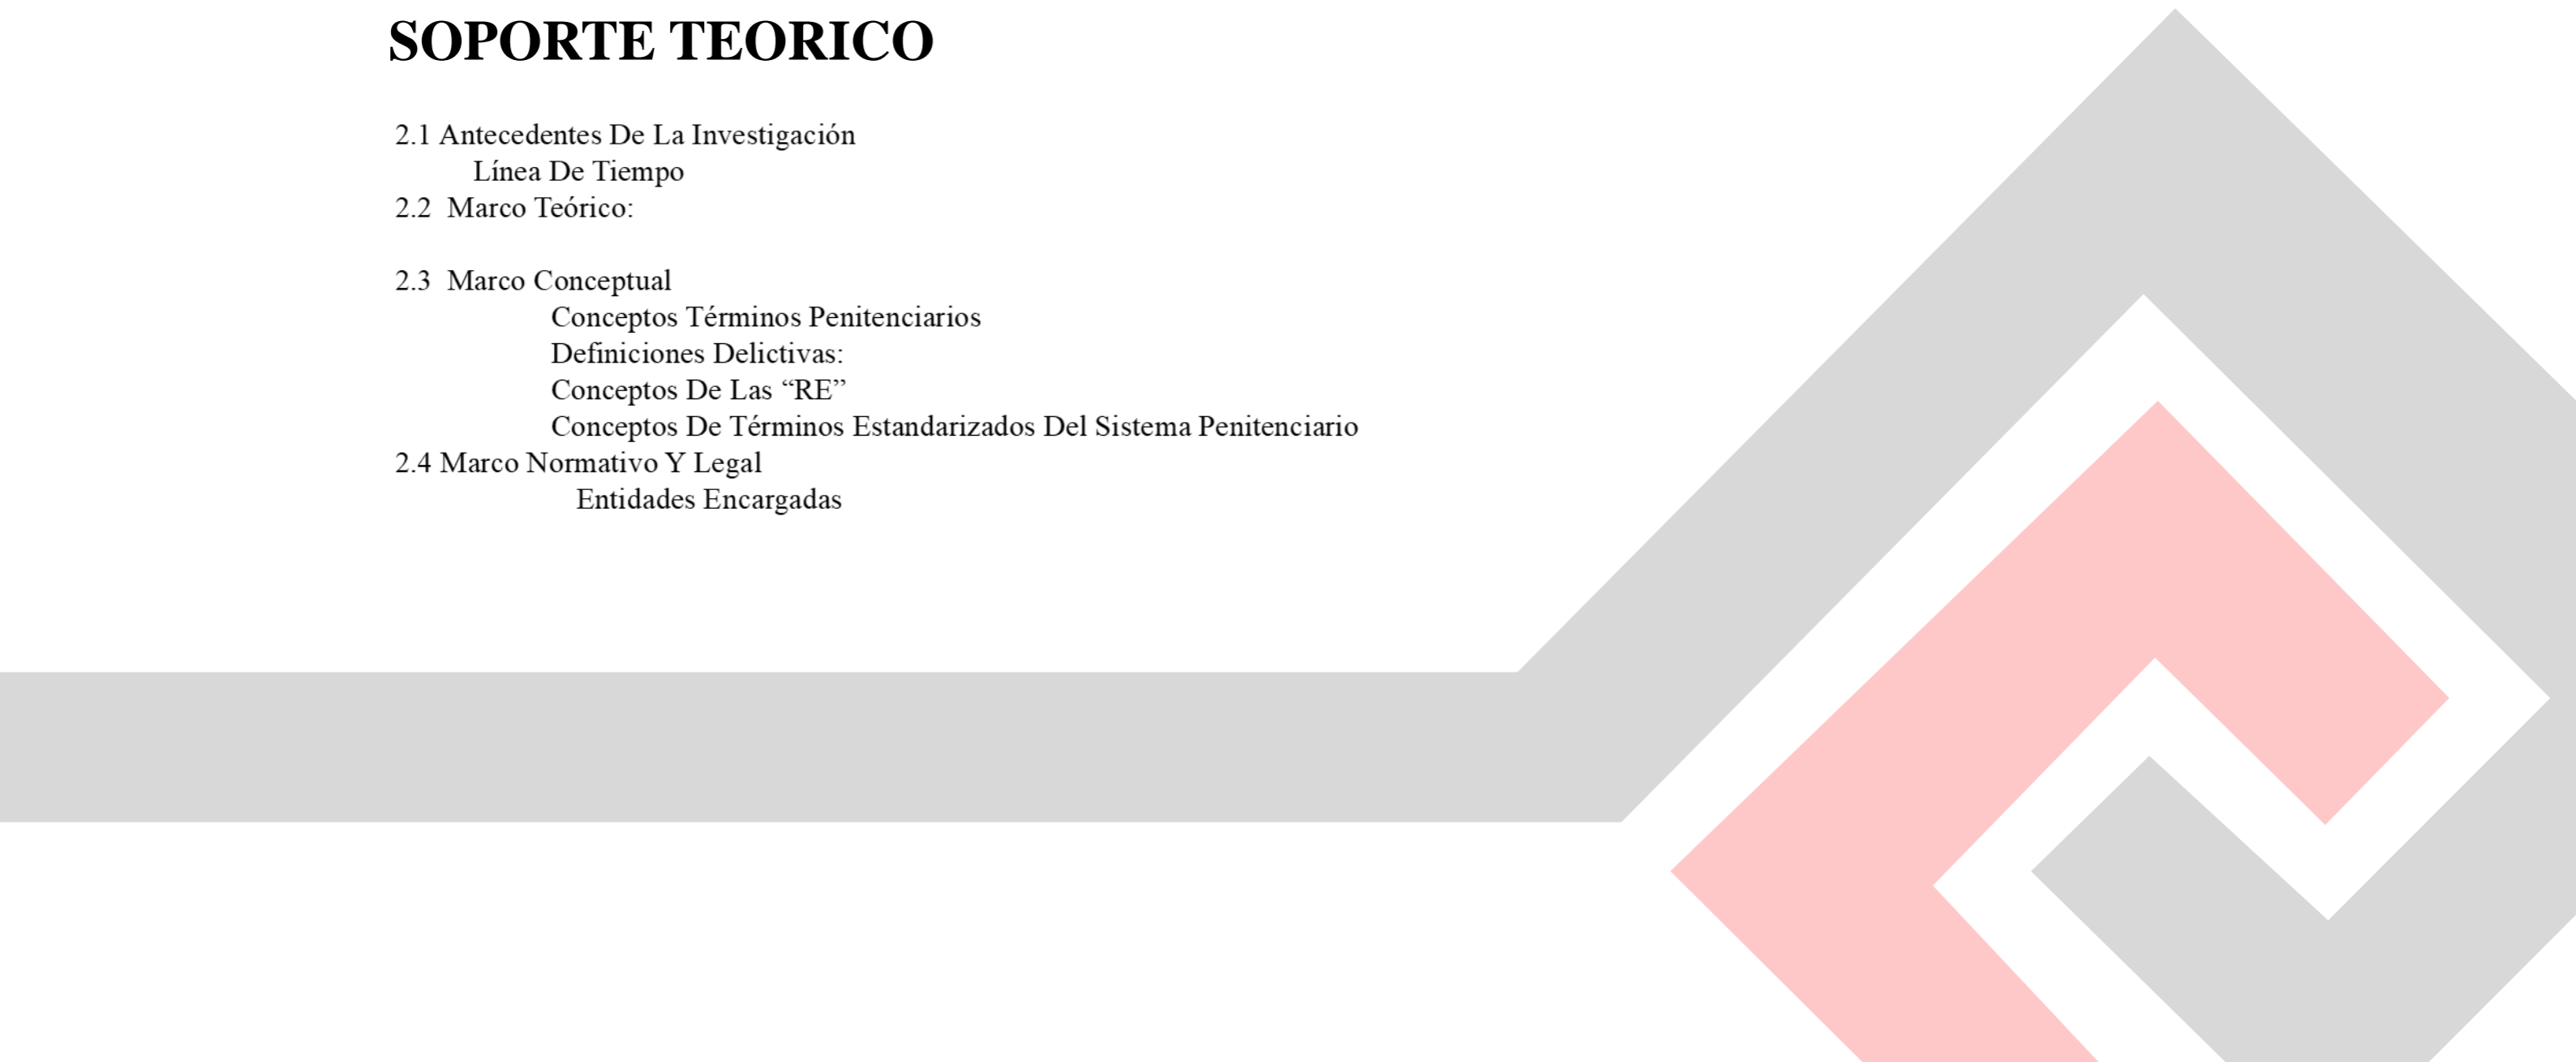 SOPORTE TEORICO
2.1 Antecedentes De La Investigación
Línea De Tiempo
2.2 Marco Teórico:
2.3 Marco Conceptual
Conceptos Términos Penitenciarios
Definiciones Delictivas:
Conceptos De Las “RE”
Conceptos De Términos Estandarizados Del Sistema Penitenciario
2.4 Marco Normativo Y Legal
Entidades Encargadas